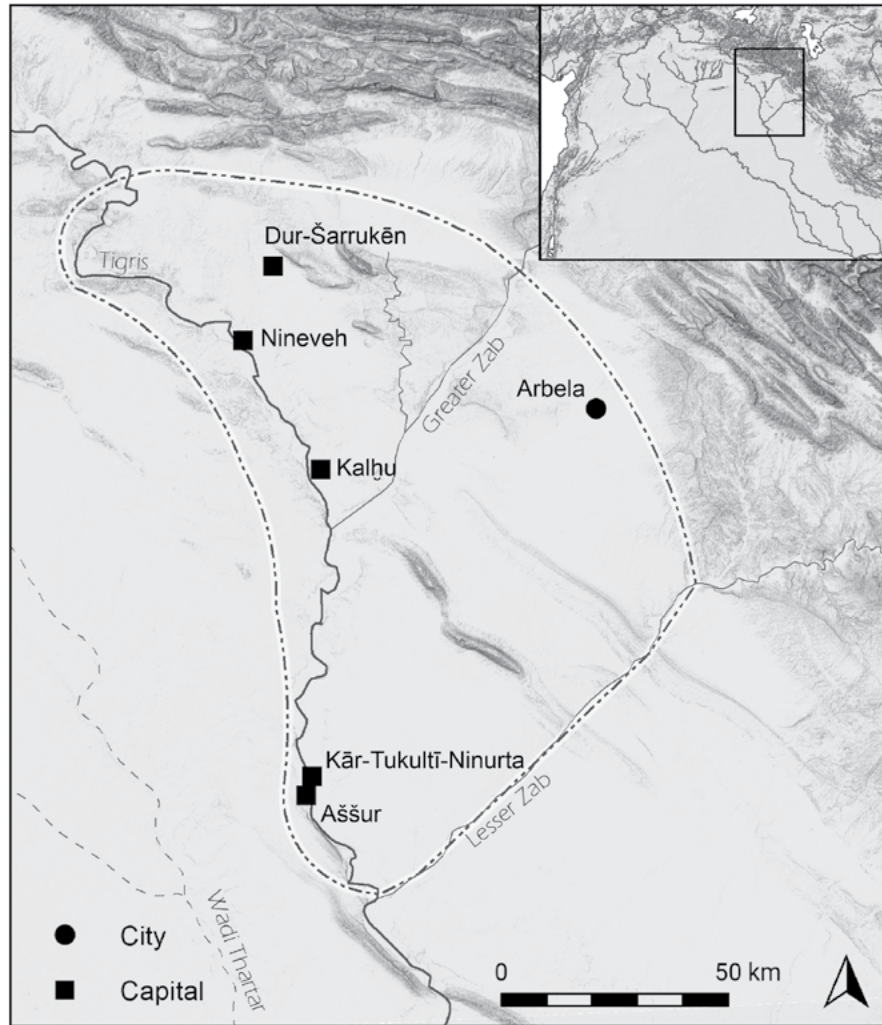 Dur-Šarrukēn
Tigris
Nineveh
Greater Zab
Arbela
Kalḫu
Kār-Tukultī-Ninurta
Aššur
Lesser Zab
Wadi Thartar
City
Capital
0 50 km